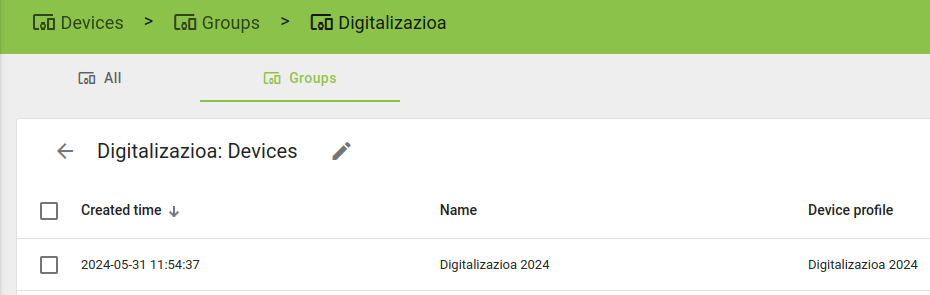 Devices > Groups > Digitalizazioa
All Groups
Digitalizazioa: Devices
Created time Name Device profile
2024-05-31 11:54:37 Digitalizazioa 2024 Digitalizazioa 2024